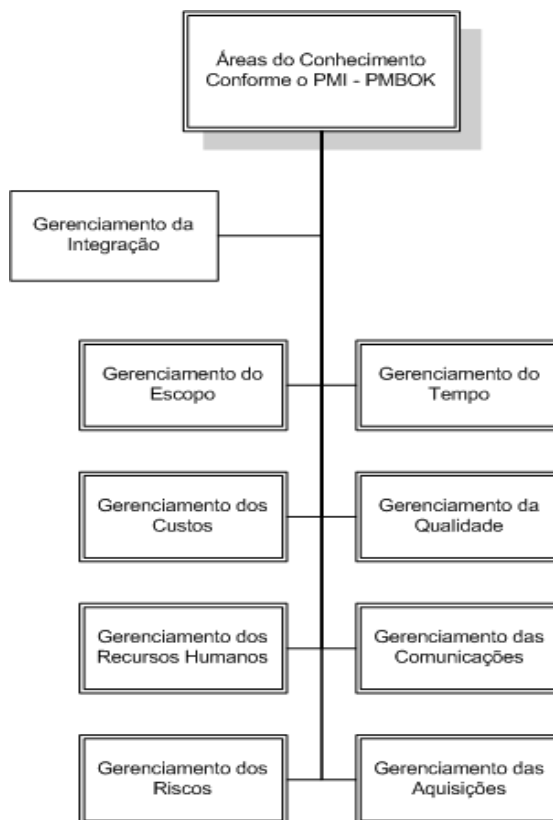 Áreas do Conhecimento
Conforme o PMI - PMBOK
Gerenciamento da
Integração
Gerenciamento do
Escopo
Gerenciamento do
Tempo
Gerenciamento dos
Custos
Gerenciamento da
Qualidade
Gerenciamento dos
Recursos Humanos
Gerenciamento das
Comunicações
Gerenciamento dos
Riscos
Gerenciamento das
Aquisições